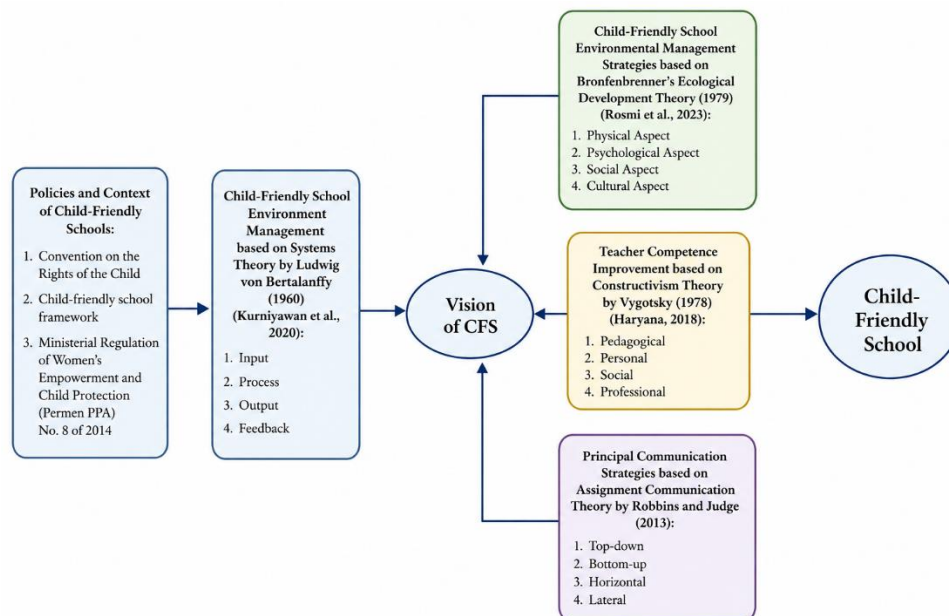 Policies and Context
of Child-Friendly
Schools:
1. Convention on the
Rights of the Child
2. Child-friendly school
framework
3. Ministerial Regulation
of Women's
Empowerment and
Child Protection
(Permen PPA)
No. 8 of 2014
Child-Friendly School
Environment
Management
based on Systems
Theory by Ludwig
von Bertalanffy
(1960)
(Kurniyawan et al.,
2020):
1. Input
2. Process
3. Output
4. Feedback
Vision
of CFS
Child-Friendly School
Environmental Management
Strategies based on
Bronfenbrenner's Ecological
Development Theory (1979)
(Rosmi et al., 2023):
1. Physical Aspect
2. Psychological Aspect
3. Social Aspect
4. Cultural Aspect
Teacher Competence
Improvement based on
Constructivism Theory
by Vygotsky (1978)
(Haryana, 2018):
1. Pedagogical
2. Personal
3. Social
4. Professional
Principal Communication
Strategies based on
Assignment Communication
Theory by Robbins and Judge
(2013):
1. Top-down
2. Bottom-up
3. Horizontal
4. Lateral
Child-
Friendly
School